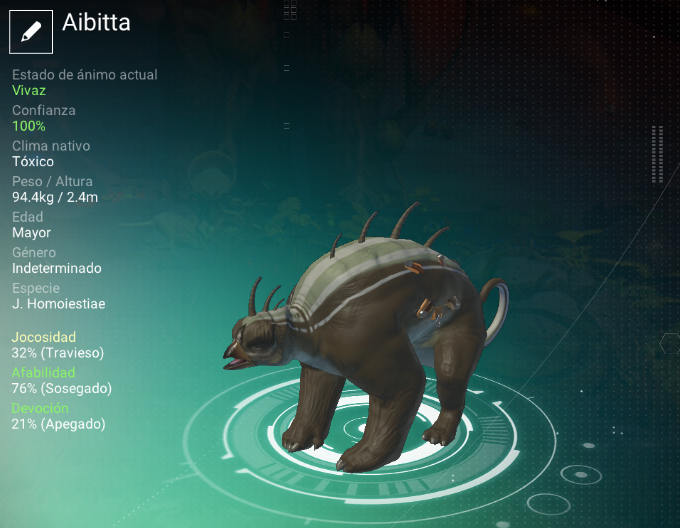 Aibitta
Estado de ánimo actual
Vivaz
Confianza
100%
Clima nativo
Tóxico
Peso / Altura
94.4kg / 2.4m
Edad
Mayor
Género
Indeterminado
Especie
J. Homoiestiae
Jocosidad
32% (Travieso)
Afabilidad
76% (Sosegado)
Devoción
21% (Apegado)